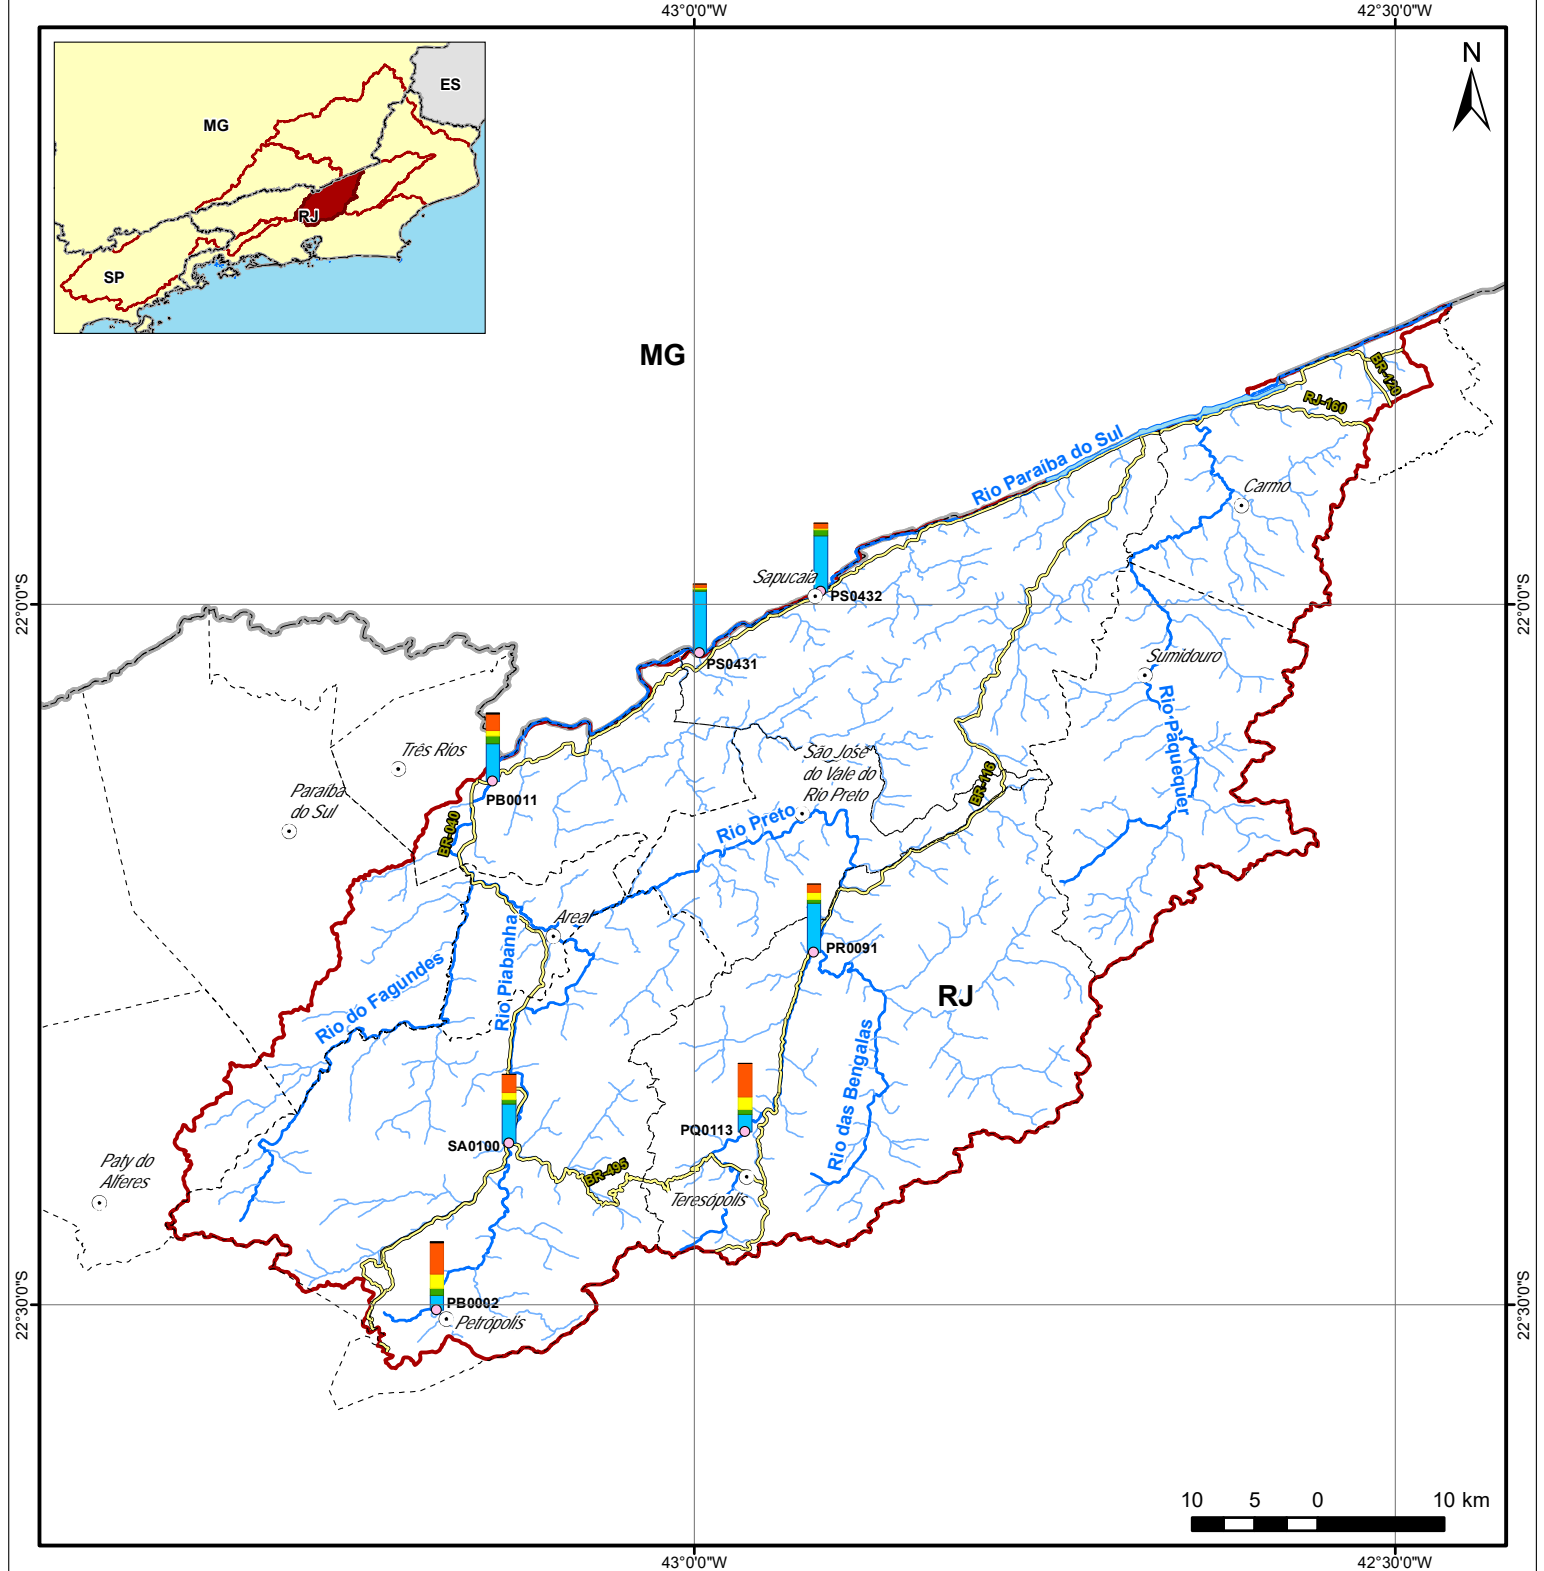 43°0'0"W
42°30'0"W
ES
MG
RJ
SP
N
MG
BR-420
RJ-160
Rio Paraíba do Sul
Carmo
Sapucaia
PS0432
22°0'0"S
22°0'0"S
PS0431
Sumidouro
Rio Paquequer
Três Rios
São José
do Vale do
Rio Preto
Paraíba
do Sul
PB0011
BR-116
BR-040
Rio Preto
Areal
Rio Piabanha
PR0091
Rio do Fagundes
RJ
Rio das Bengalas
PQ0113
SA0100
Paty do
Alferes
BR-495
Teresópolis
PB0002
Petrópolis
22°30'0"S
22°30'0"S
10 5 0 10 km
43°0'0"W
42°30'0"W